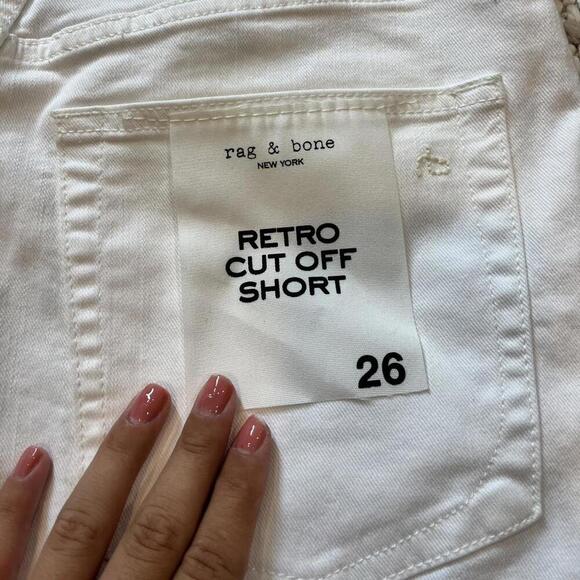 rag & bone
NEW YORK
RETRO
CUT OFF
SHORT
26